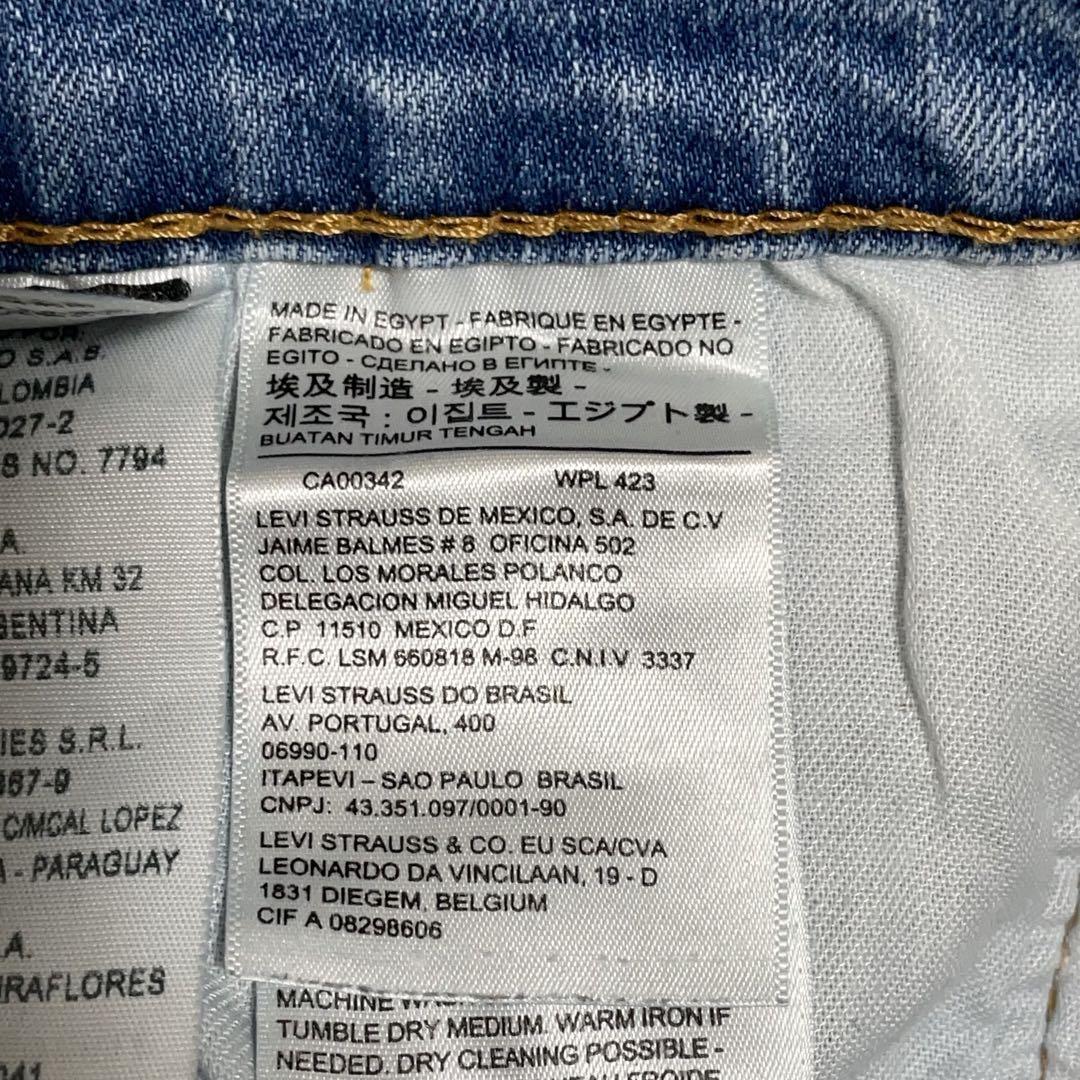 O S.A.B.
LOMBIA
027-2
S NO. 7794
A.
ANA KM 32
GENTINA
9724-5
IES S.R.L.
967-9
C/MCAL LOPEZ
A - PARAGUAY
.A.
IRAFLORES
041
MADE IN EGYPT - FABRIQUE EN EGYPTE -
FABRICADO EN EGIPTO - FABRICADO NO
EGITO - СДЕЛАНО В ЕГИПТЕ -
埃及制造 - 埃及製 -
제조국 : 이집트 - エジプト製 -
BUATAN TIMUR TENGAH
CA00342 WPL 423
LEVI STRAUSS DE MEXICO, S.A. DE C.V
JAIME BALMES # 8 OFICINA 502
COL. LOS MORALES POLANCO
DELEGACION MIGUEL HIDALGO
C.P 11510 MEXICO D.F
R.F.C. LSM 660818 M-98 C.N.I.V 3337
LEVI STRAUSS DO BRASIL
AV. PORTUGAL, 400
06990-110
ITAPEVI – SAO PAULO BRASIL
CNPJ: 43.351.097/0001-90
LEVI STRAUSS & CO. EU SCA/CVA
LEONARDO DA VINCILAAN, 19 - D
1831 DIEGEM, BELGIUM
CIF A 08298606
MACHINE
TUMBLE DRY MEDIUM. WARM IRON IF
NEEDED. DRY CLEANING POSSIBLE -